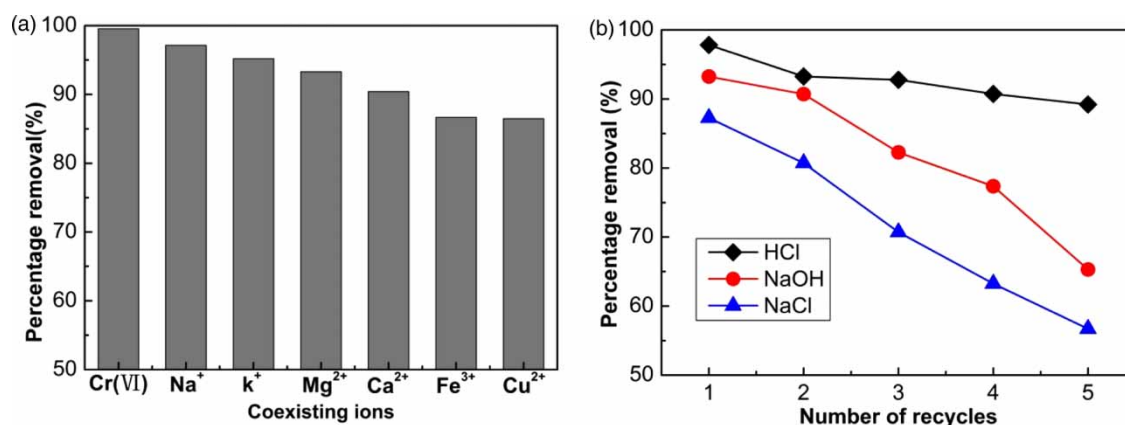 (a)
100
90
80
70
60
50
Percentage removal(%)
Cr(Ⅵ) Na⁺ k⁺ Mg²⁺ Ca²⁺ Fe³⁺ Cu²⁺
Coexisting ions
(b)
100
90
80
70
60
50
Percentage removal (%)
HCl
NaOH
NaCl
1 2 3 4 5
Number of recycles